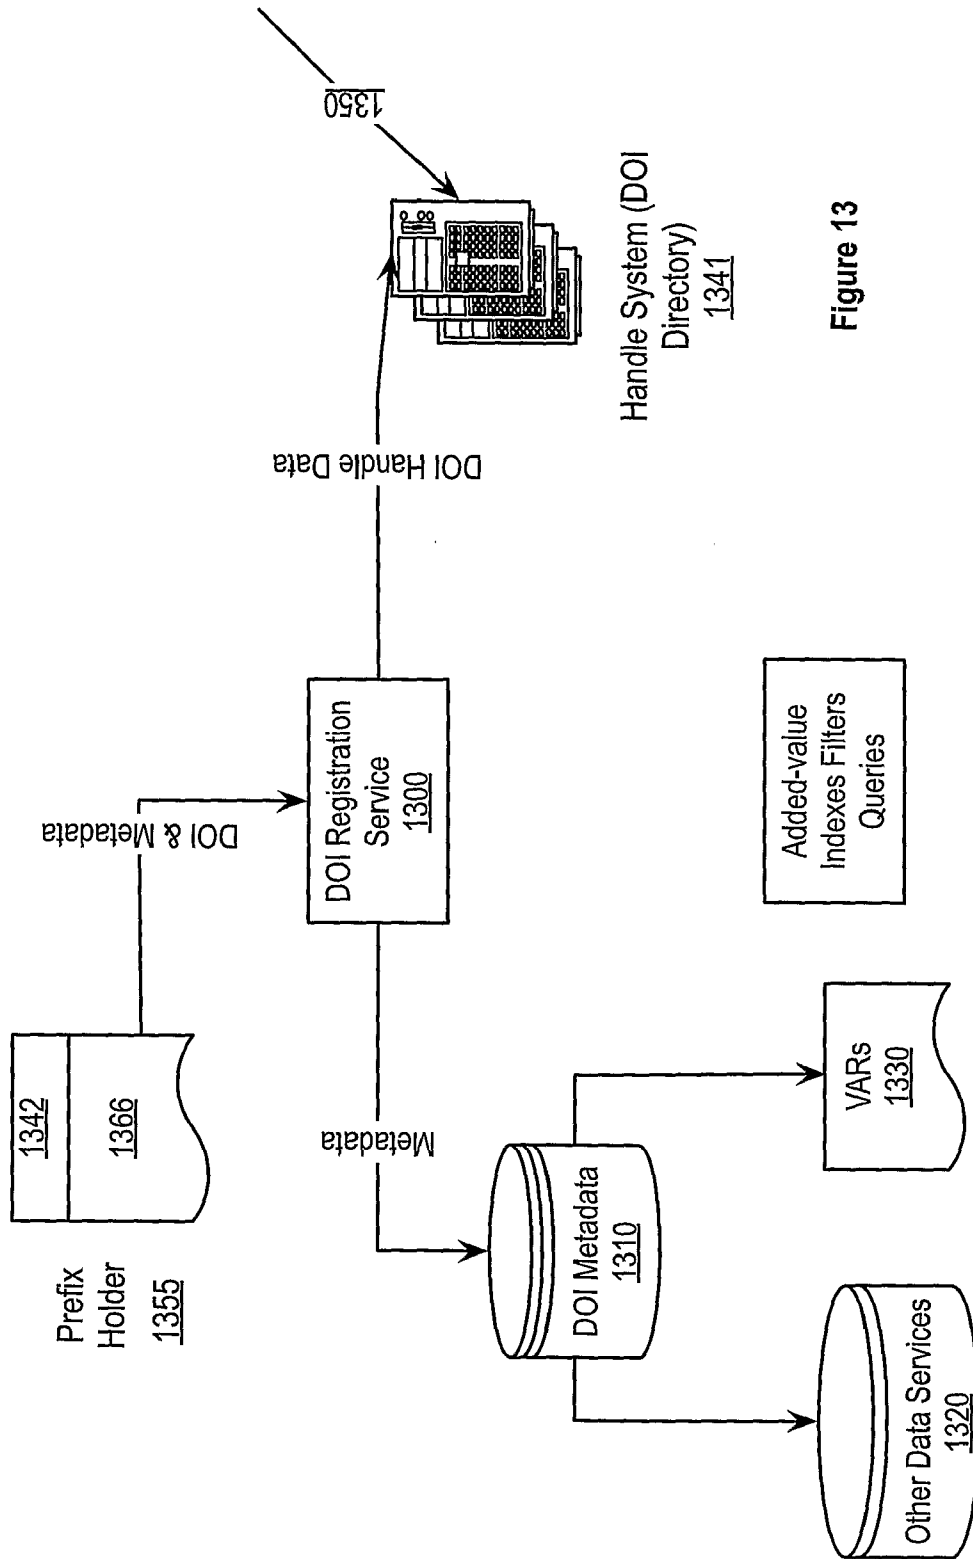 Prefix
Holder
1355
1342
1366
DOI & Metadata
DOI Registration
Service
1300
Metadata
DOI Handle Data
1350
Handle System (DOI
Directory)
1341
DOI Metadata
1310
Other Data Services
1320
VARs
1330
Added-value
Indexes Filters
Queries
Figure 13